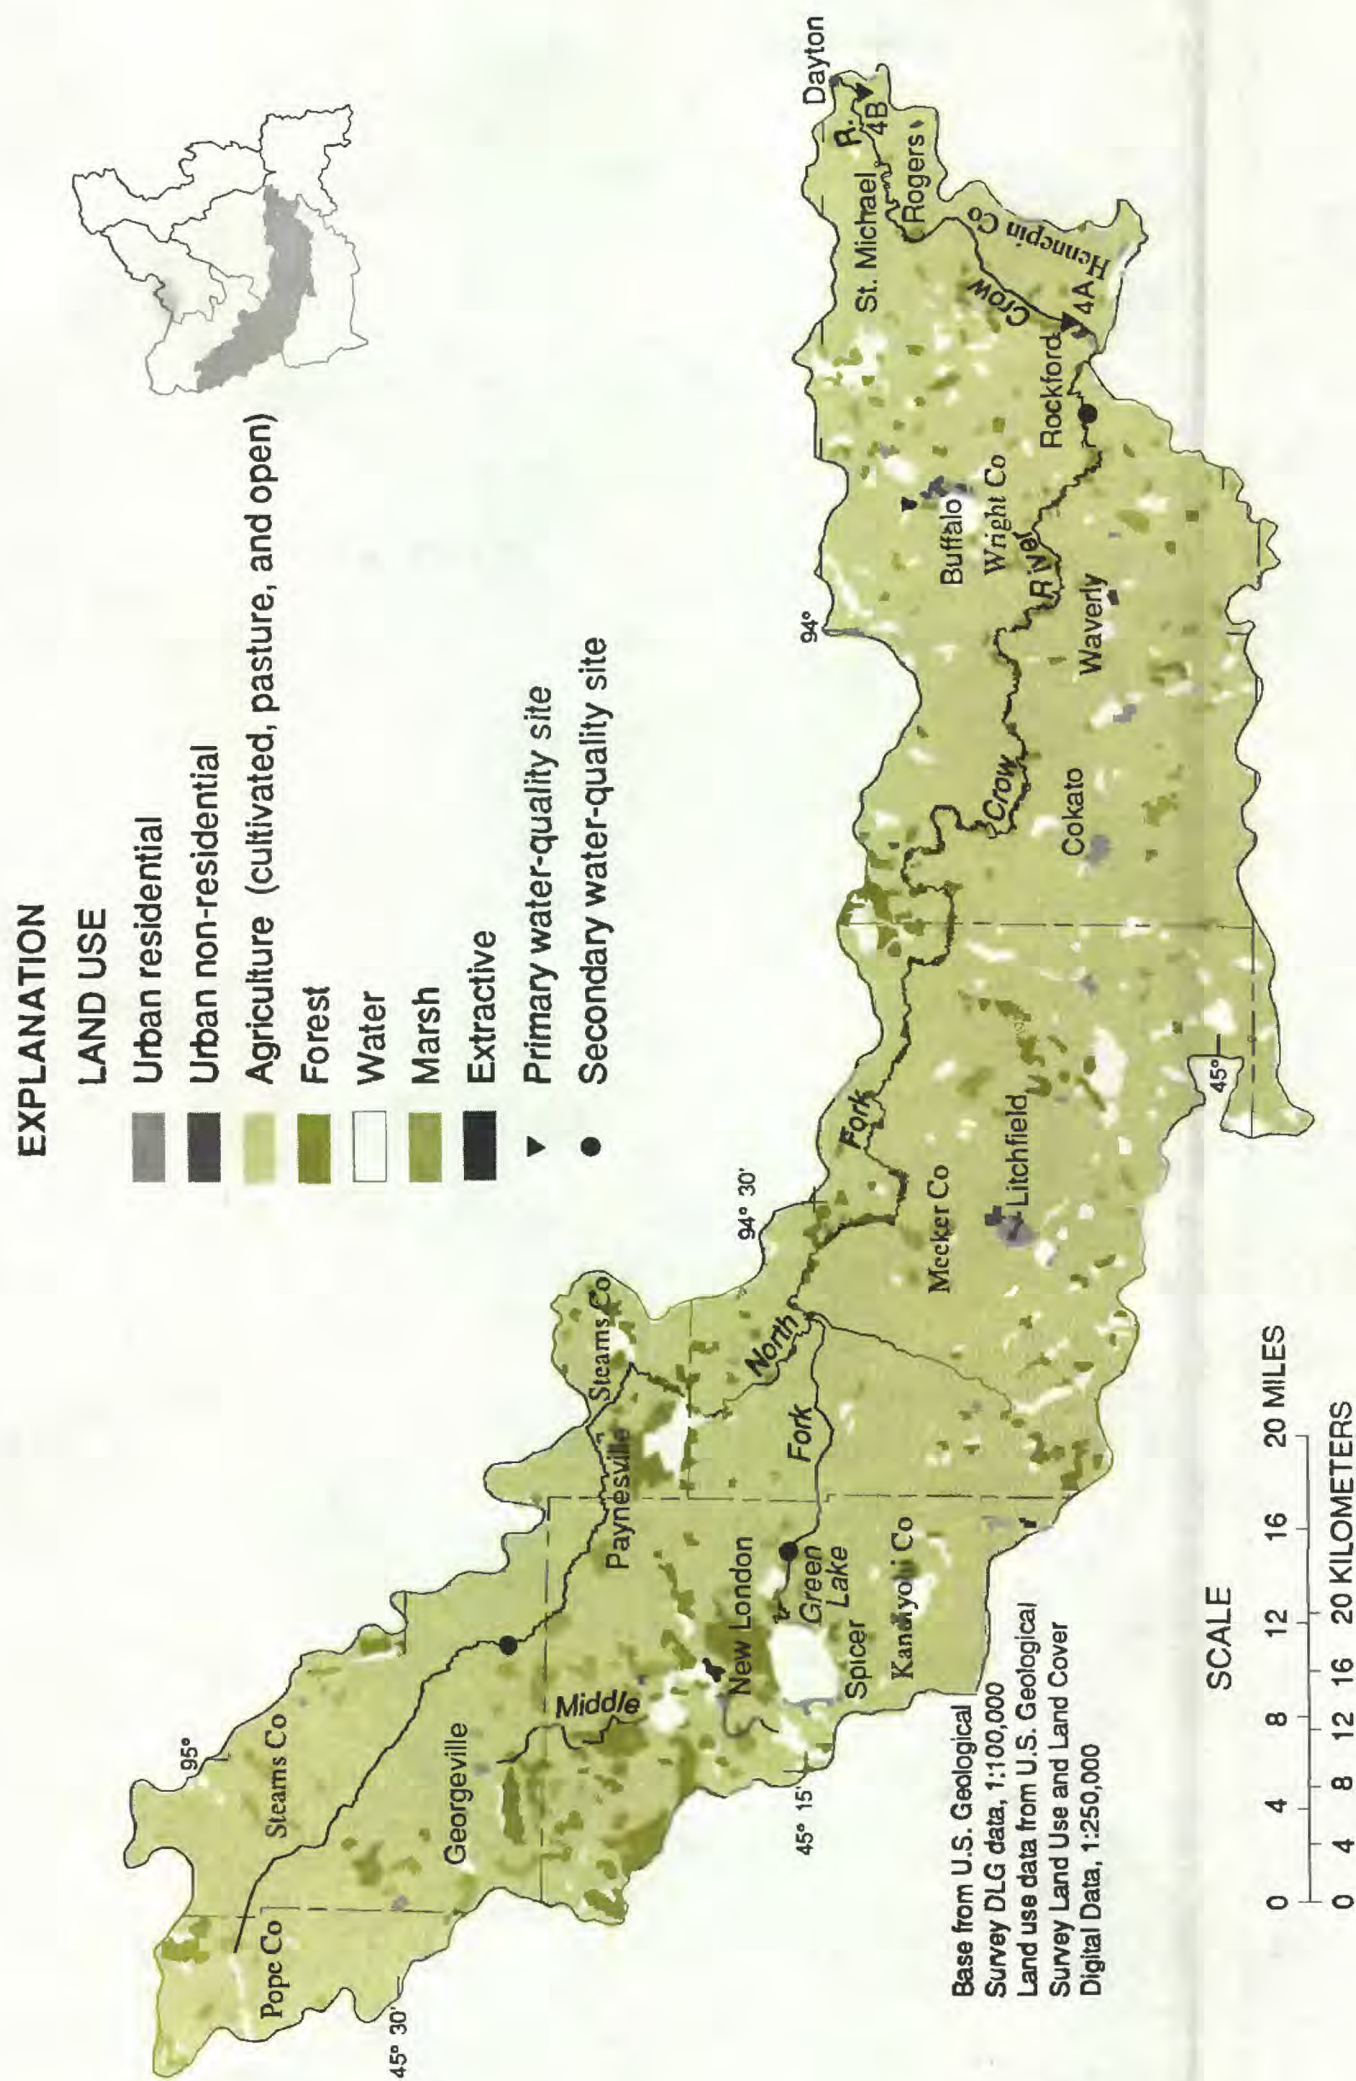 EXPLANATION
LAND USE
Urban residential
Urban non-residential
Agriculture (cultivated, pasture, and open)
Forest
Water
Marsh
Extractive
Primary water-quality site
Secondary water-quality site
95°
94° 30'
94°
45° 30'
45° 15'
45°
Pope Co
Stearns Co
Georgeville
Middle
Paynesville
Stearns Co
New London
Green
Lake
Spicer
Kandiyohi Co
Fork
North
Fork
Meeker Co
Litchfield
Crow
Cokato
River
Waverly
Buffalo
Wright Co
Rockford
4A
Crow
Hennepin Co
St. Michael
Rogers
R.
4B
Dayton
Base from U.S. Geological
Survey DLG data, 1:100,000
Land use data from U.S. Geological
Survey Land Use and Land Cover
Digital Data, 1:250,000
SCALE
0 4 8 12 16 20 MILES
0 4 8 12 16 20 KILOMETERS